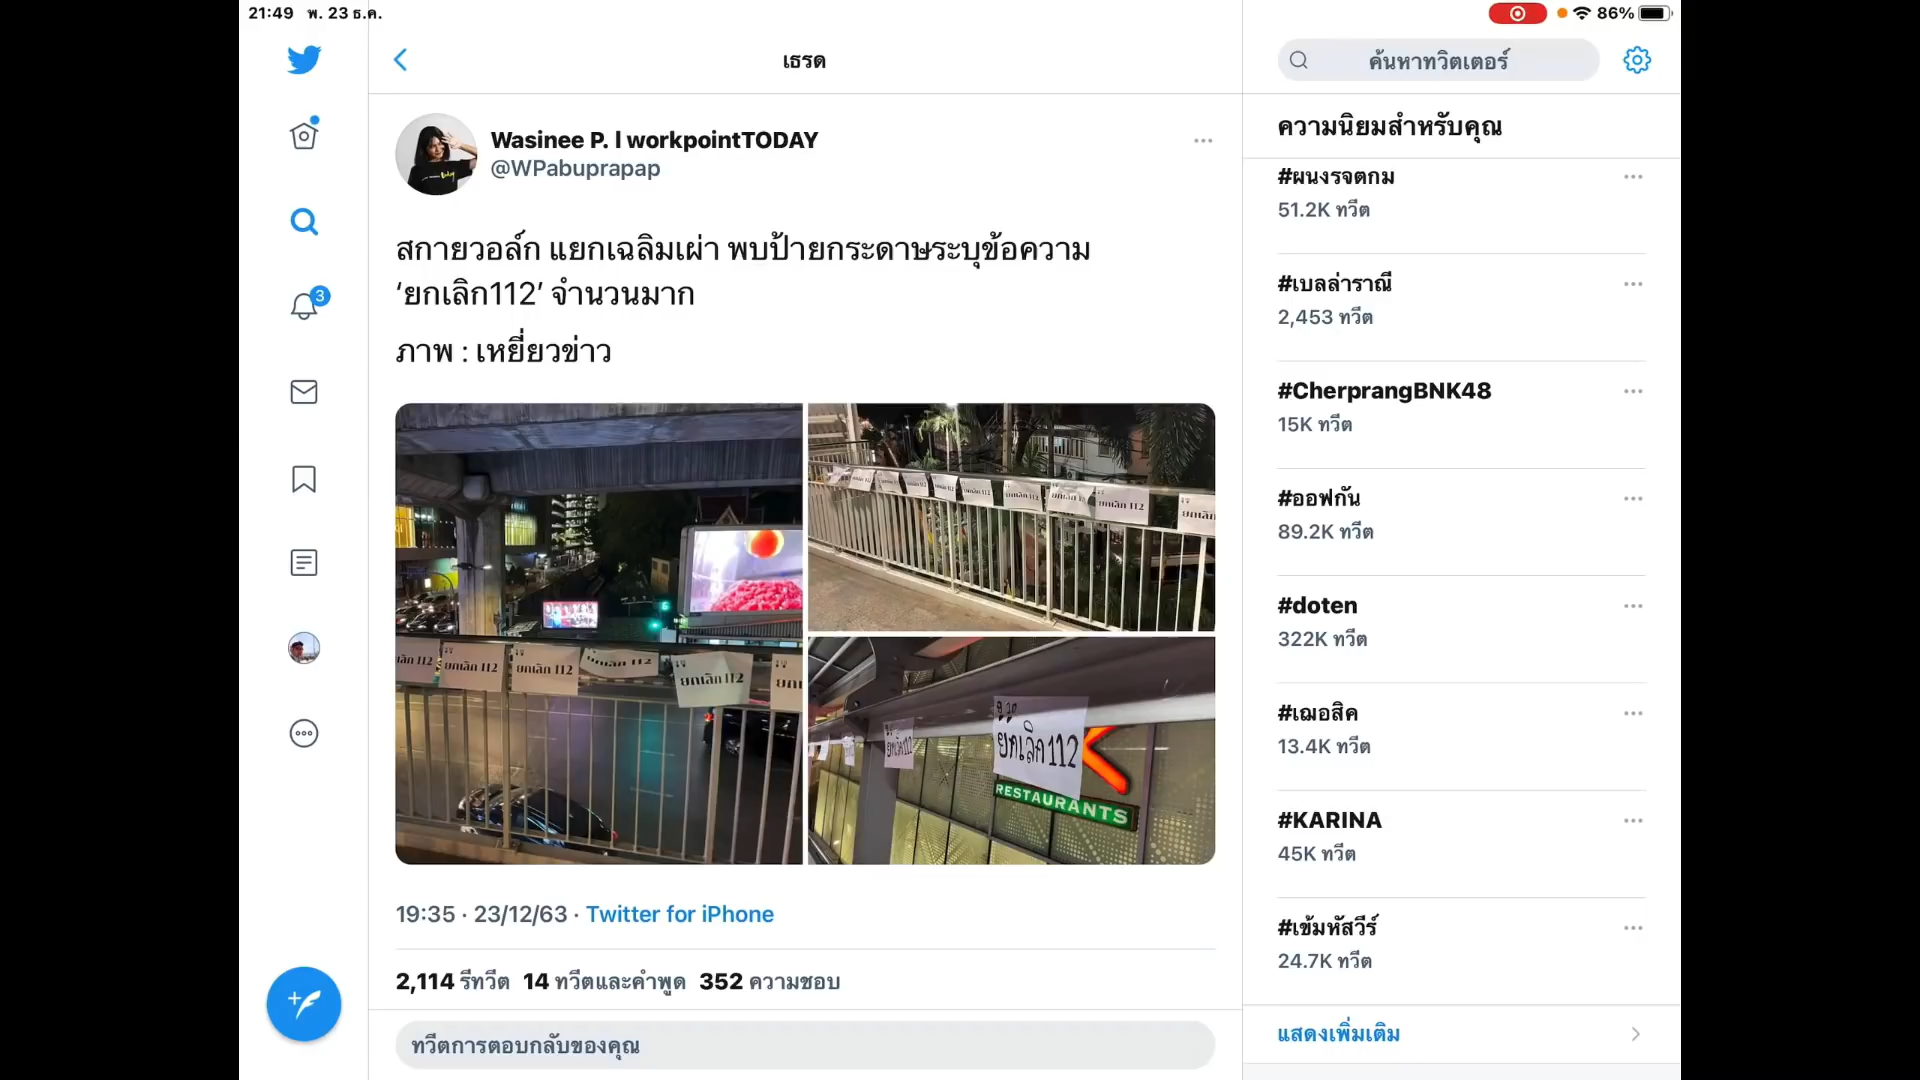 21:49 พ. 23 ธ.ค.
86%
เธรด
ค้นหาทวิตเตอร์
Wasinee P. l workpointTODAY
@WPabuprapap
สกายวอล์ก แยกเฉลิมเผ่า พบป้ายกระดาษระบุข้อความ
‘ยกเลิก112’ จำนวนมาก
ภาพ : เหยี่ยวข่าว
ยกเลิก 112
ยกเลิก 112
ยกเลิก 112
ยกเลิก 112
ยกเลิก 112
ยกเลิก112
ยกเลิก112
RESTAURANTS
19:35 · 23/12/63 · Twitter for iPhone
2,114 รีทวีต 14 ทวีตและคำพูด 352 ความชอบ
ทวีตการตอบกลับของคุณ
3
ความนิยมสำหรับคุณ
#ผนงรจตกม
51.2K ทวีต
#เบลล่าราณี
2,453 ทวีต
#CherprangBNK48
15K ทวีต
#ออฟกัน
89.2K ทวีต
#doten
322K ทวีต
#เฌอสิค
13.4K ทวีต
#KARINA
45K ทวีต
#เข้มหัสวีร์
24.7K ทวีต
แสดงเพิ่มเติม